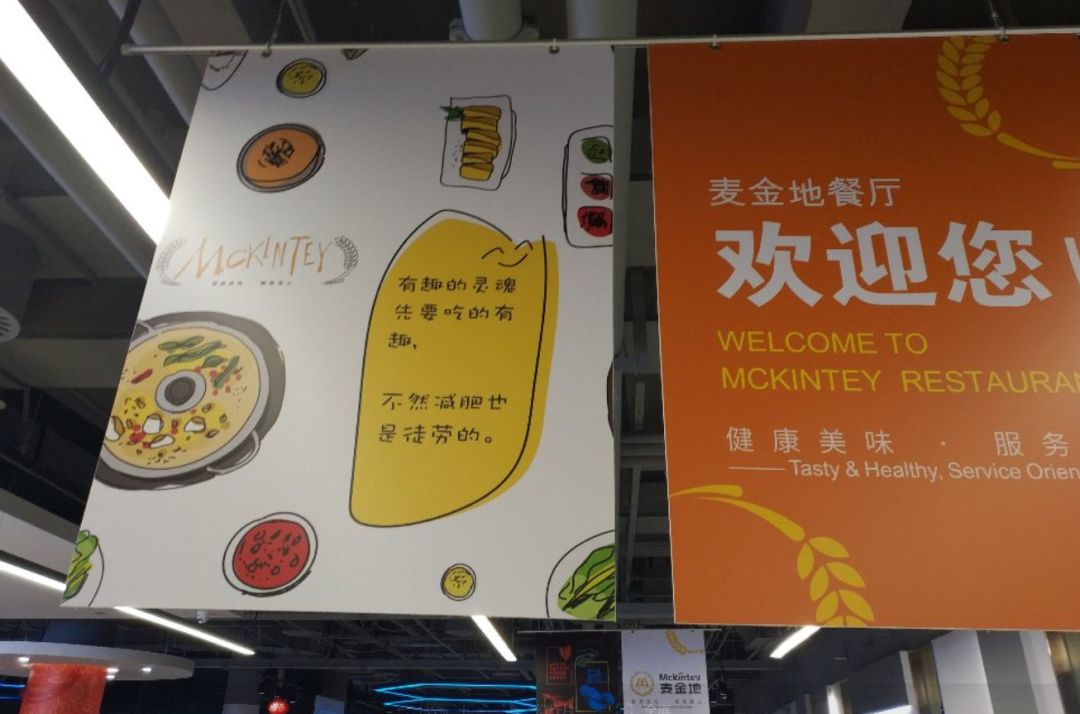 McKINTEY
有趣的灵魂
先要吃的有
趣，
不然减肥也
是徒劳的。
麦金地餐厅
欢迎您
WELCOME TO
MCKINTEY RESTAURAN
健康美味 · 服务
Tasty & Healthy, Service Orien
McKintey
麦金地